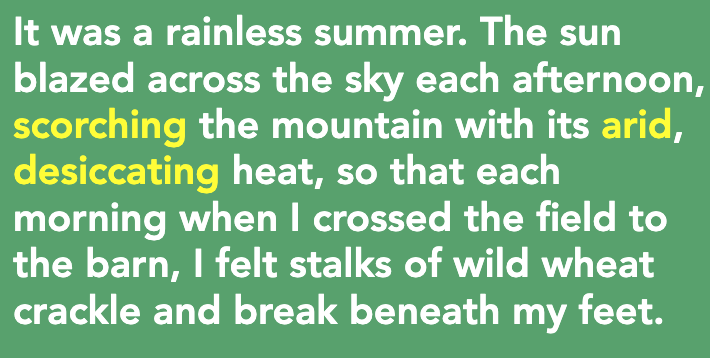 It was a rainless summer. The sun
blazed across the sky each afternoon,
scorching the mountain with its arid,
desiccating heat, so that each
morning when I crossed the field to
the barn, I felt stalks of wild wheat
crackle and break beneath my feet.